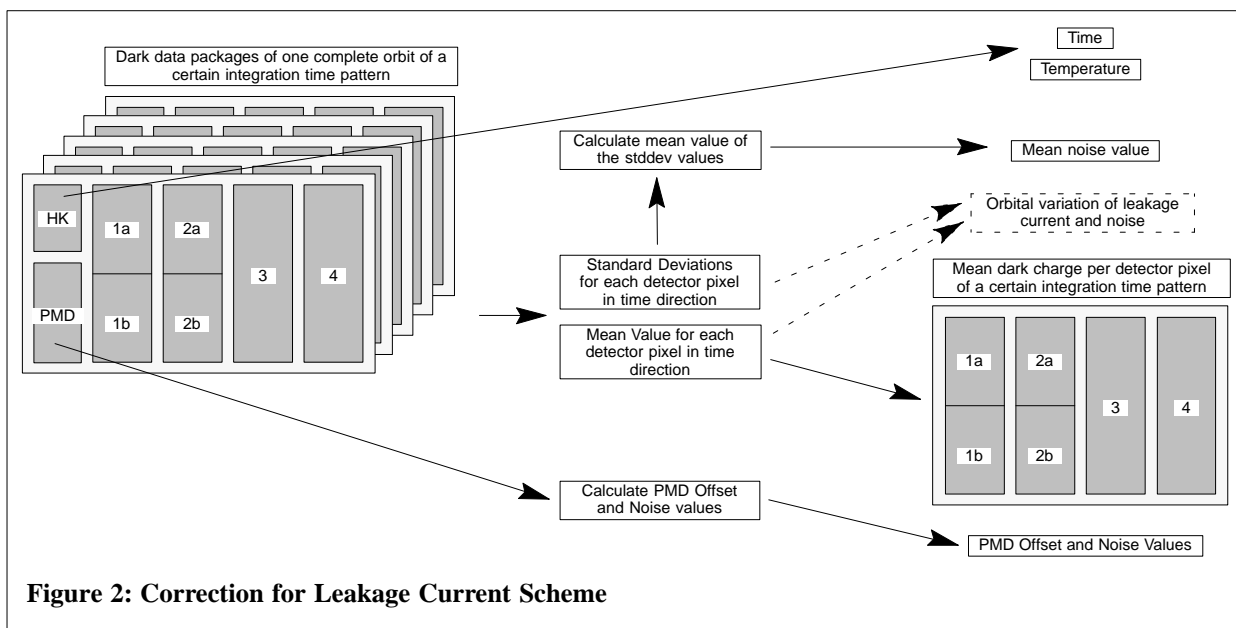 Dark data packages of one complete orbit of a
certain integration time pattern
Time
Temperature
Calculate mean value of
the stddev values
Mean noise value
HK
1a
2a
3
4
PMD
1b
2b
Orbital variation of leakage
current and noise
Standard Deviations
for each detector pixel
in time direction
Mean Value for each
detector pixel in time
direction
Mean dark charge per detector pixel
of a certain integration time pattern
1a
2a
3
4
1b
2b
Calculate PMD Offset
and Noise values
PMD Offset and Noise Values
Figure 2: Correction for Leakage Current Scheme